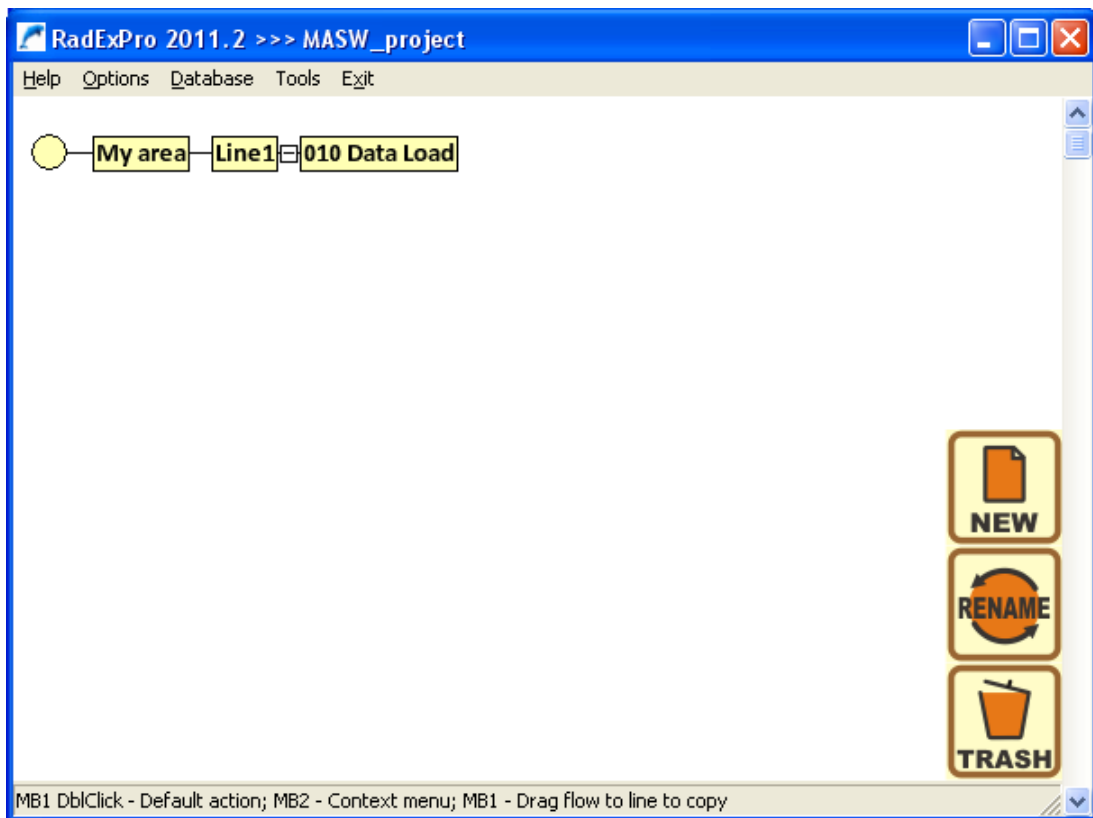 RadExPro 2011.2 >>> MASW_project
Help Options Database Tools Exit
My area Line1 010 Data Load
NEW
RENAME
TRASH
MB1 DblClick - Default action; MB2 - Context menu; MB1 - Drag flow to line to copy